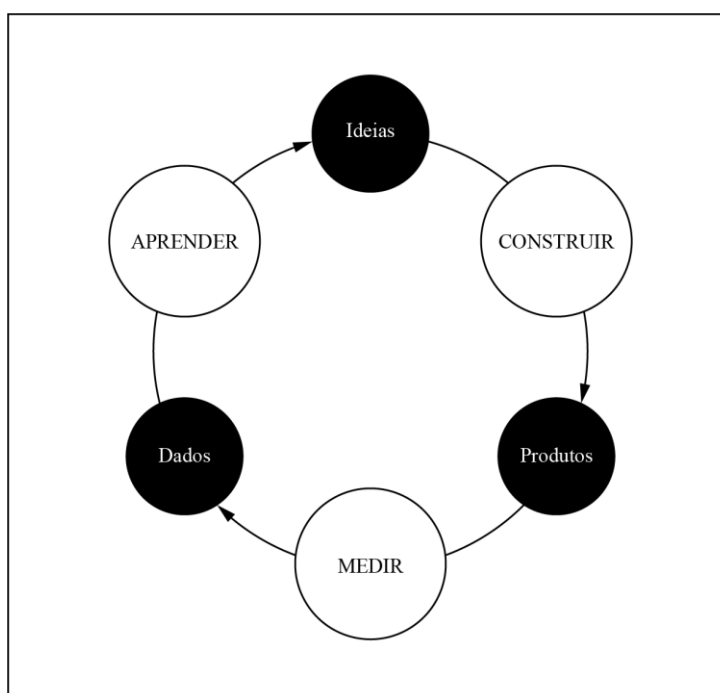 Ideias
CONSTRUIR
Produtos
MEDIR
Dados
APRENDER